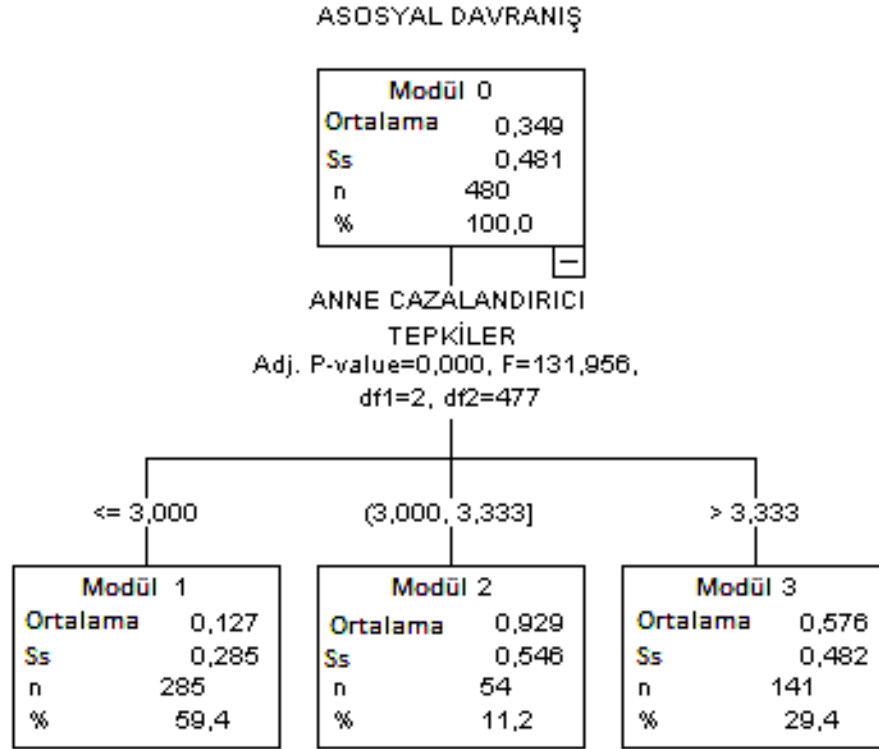 ASOSYAL DAVRANIŞ
Modül 0
Ortalama 0,349
Ss 0,481
n 480
% 100,0
ANNE CAZALANDIRICI
TEPKİLER
Adj. P-value=0,000, F=131,956,
df1=2, df2=477
<= 3,000 (3,000, 3,333] > 3,333
Modül 1
Ortalama 0,127
Ss 0,285
n 285
% 59,4
Modül 2
Ortalama 0,929
Ss 0,546
n 54
% 11,2
Modül 3
Ortalama 0,576
Ss 0,482
n 141
% 29,4